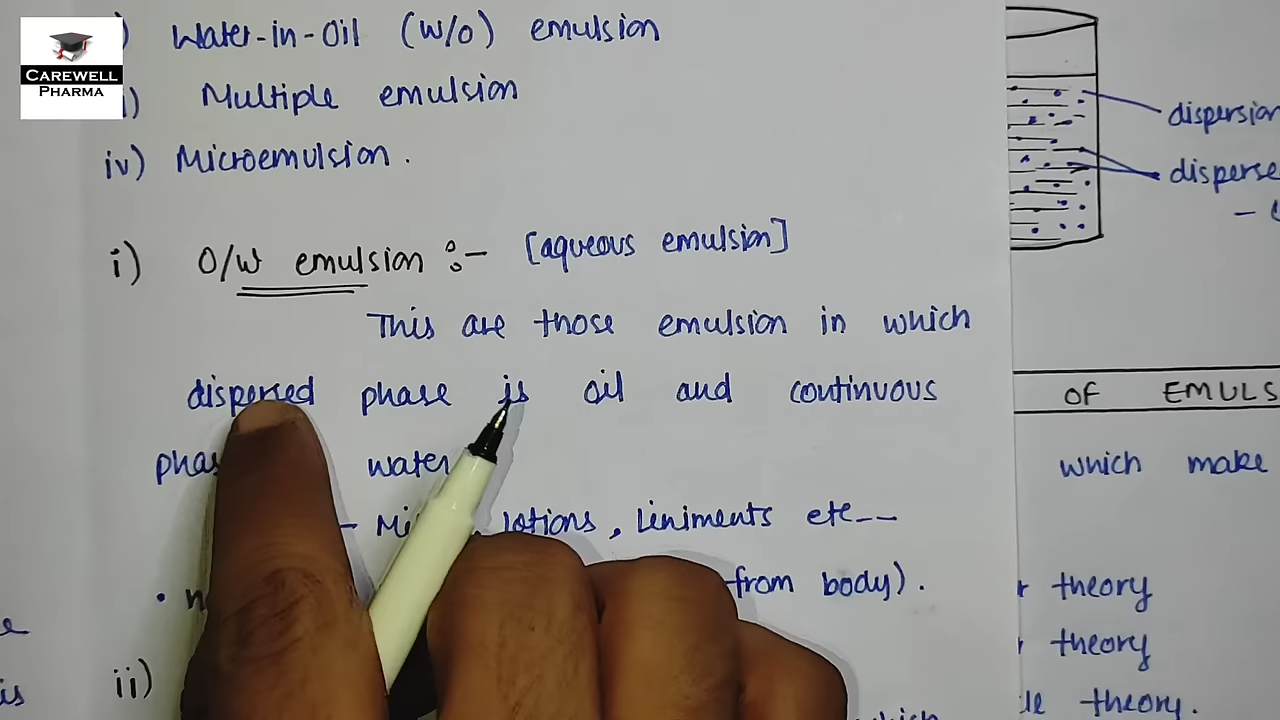 CAREWELL
PHARMA
) Water-in-Oil (W/O) emulsion
) Multiple emulsion
iv) Microemulsion.
i) O/W emulsion :- [aqueous emulsion]
This are those emulsion in which
dispersed phase is oil and continuous
water
- lotions, Liniments etc--
from body).
ii)
dispersion
disperse
OF EMULS
which make
theory
theory
theory.
is